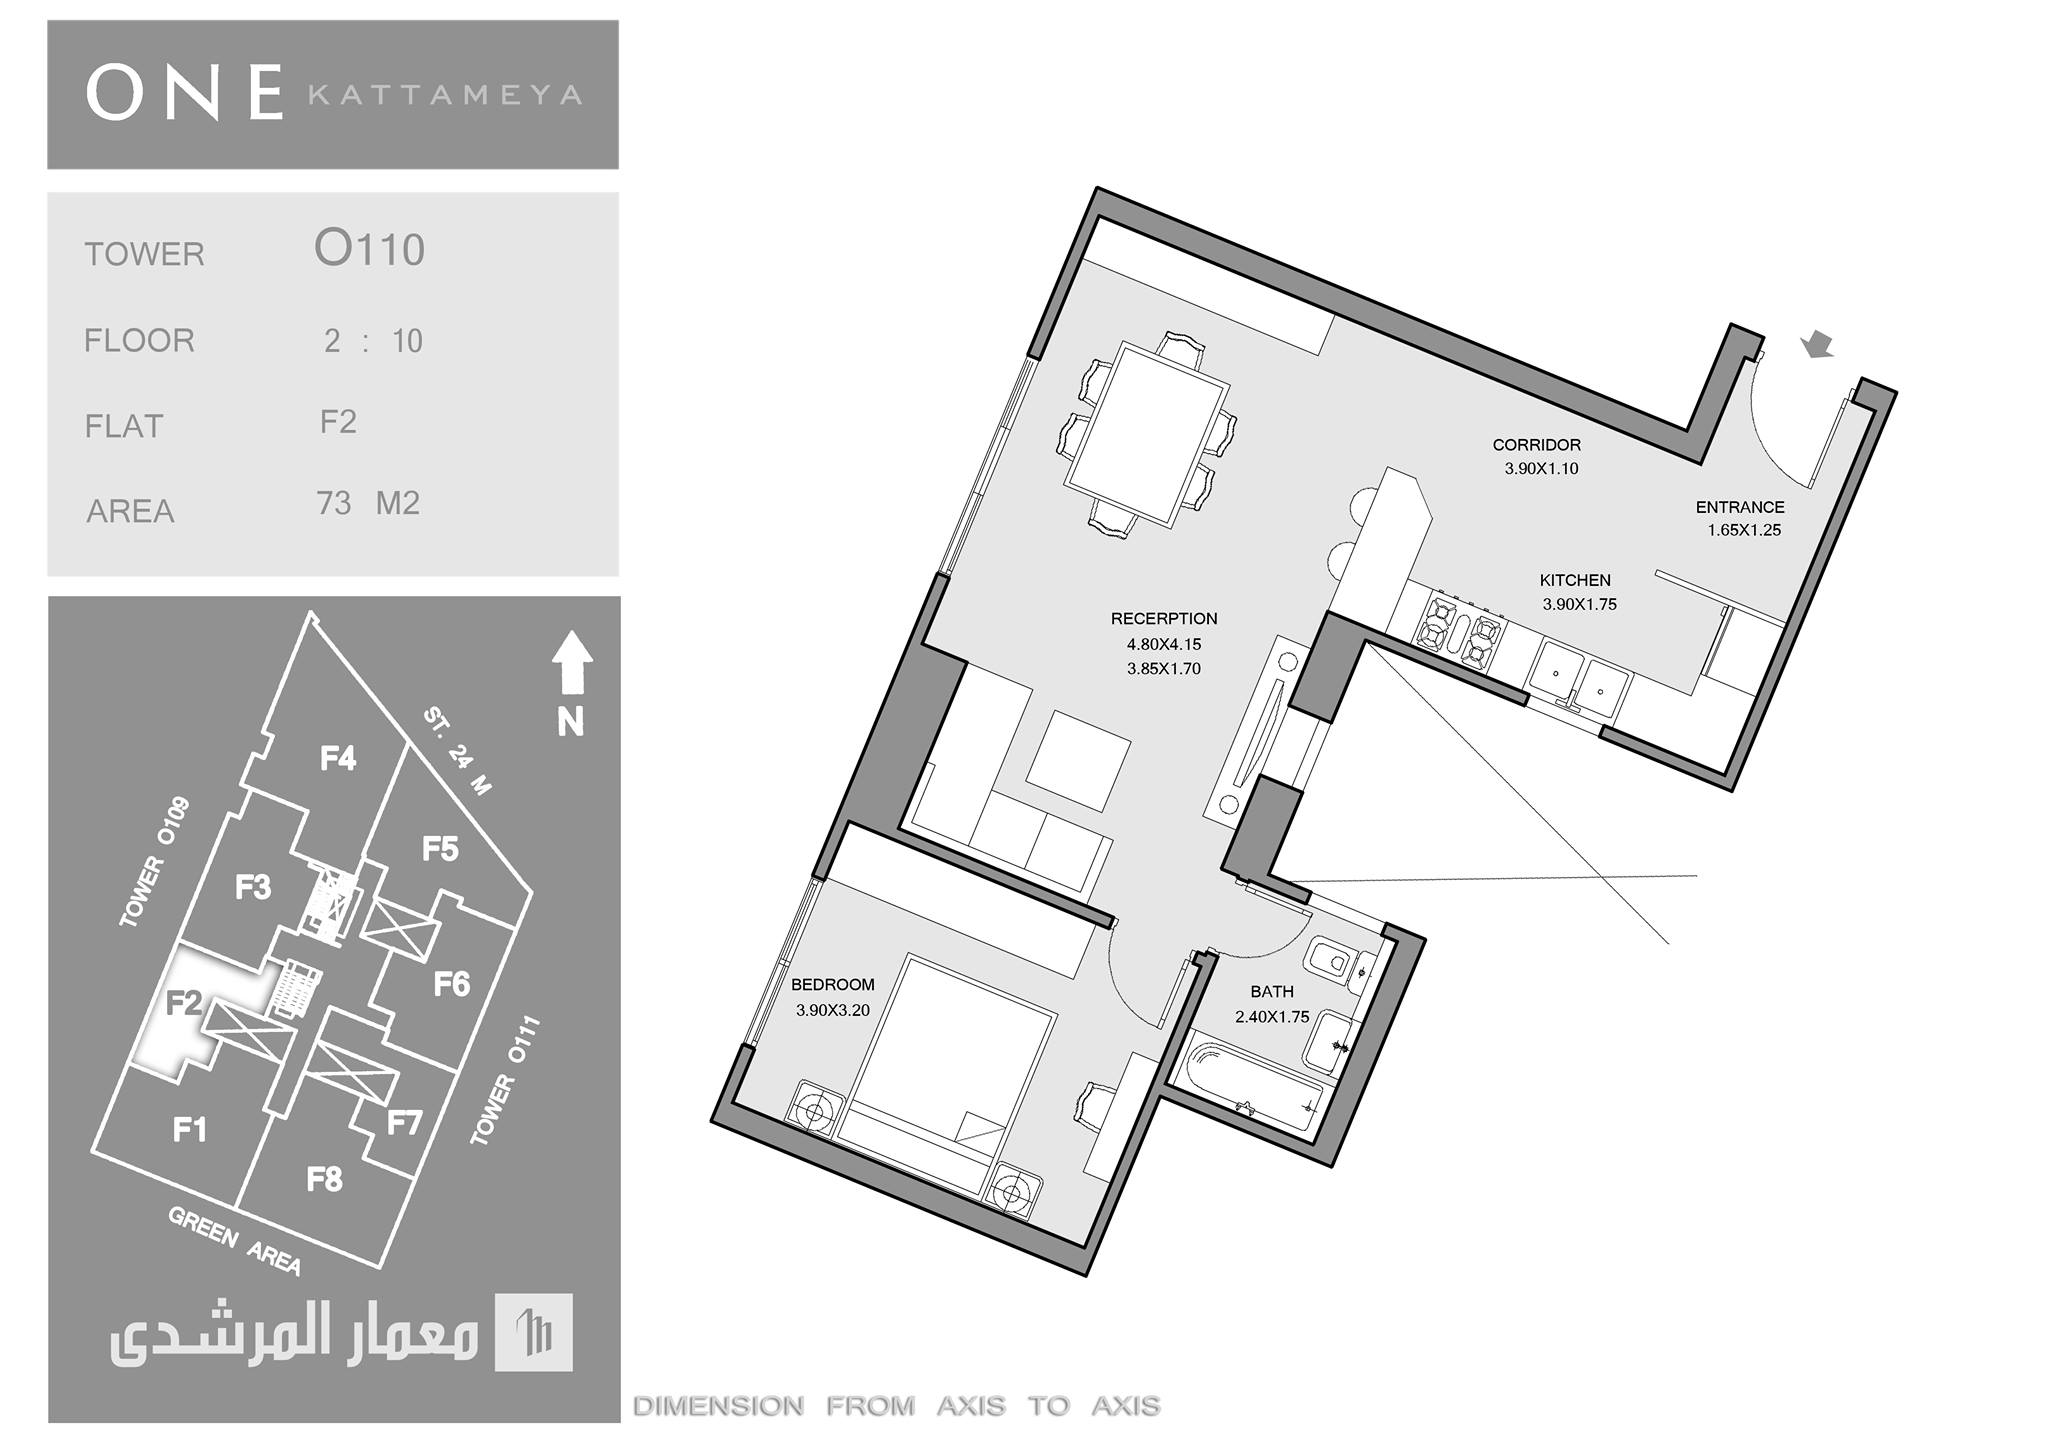 ONE KATTAMEYA
TOWER O110
FLOOR 2 : 10
FLAT F2
AREA 73 M2
N
ST. 24 M
F4
TOWER O109
F5
F3
F6
F2
TOWER O111
F7
F1
F8
GREEN AREA
معمار المرشدى
CORRIDOR
3.90X1.10
ENTRANCE
1.65X1.25
KITCHEN
3.90X1.75
RECERPTION
4.80X4.15
3.85X1.70
BEDROOM
3.90X3.20
BATH
2.40X1.75
DIMENSION FROM AXIS TO AXIS